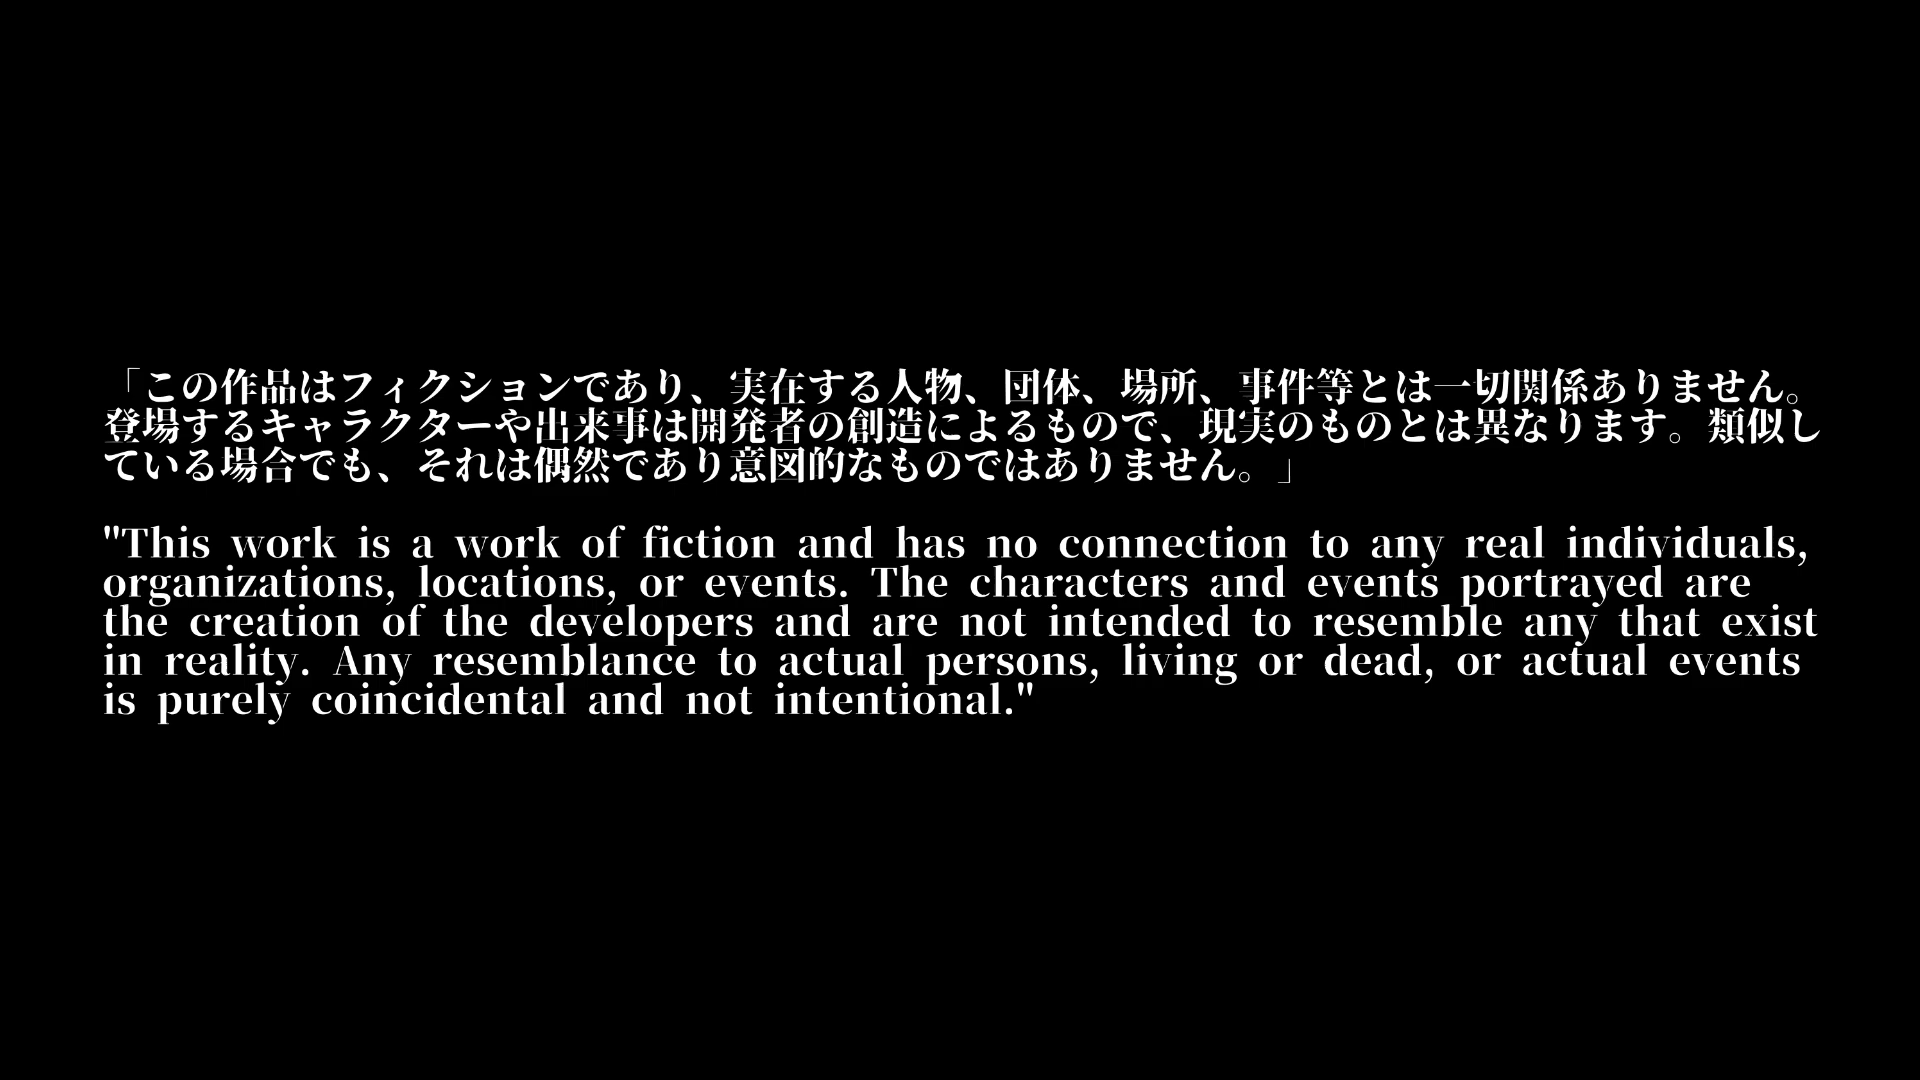 「この作品はフィクションであり、実在する人物、団体、場所、事件等とは一切関係ありません。
登場するキャラクターや出来事は開発者の創造によるもので、現実のものとは異なります。類似し
ている場合でも、それは偶然であり意図的なものではありません。」
"This work is a work of fiction and has no connection to any real individuals,
organizations, locations, or events. The characters and events portrayed are
the creation of the developers and are not intended to resemble any that exist
in reality. Any resemblance to actual persons, living or dead, or actual events
is purely coincidental and not intentional."